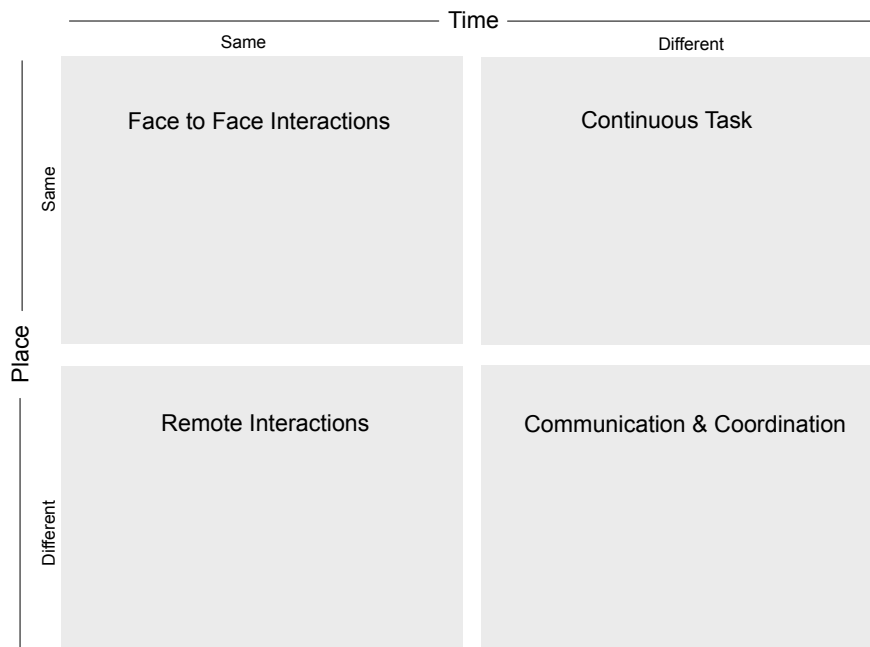 Time
Same
Different
Face to Face Interactions
Continuous Task
Same
Place
Remote Interactions
Communication & Coordination
Different